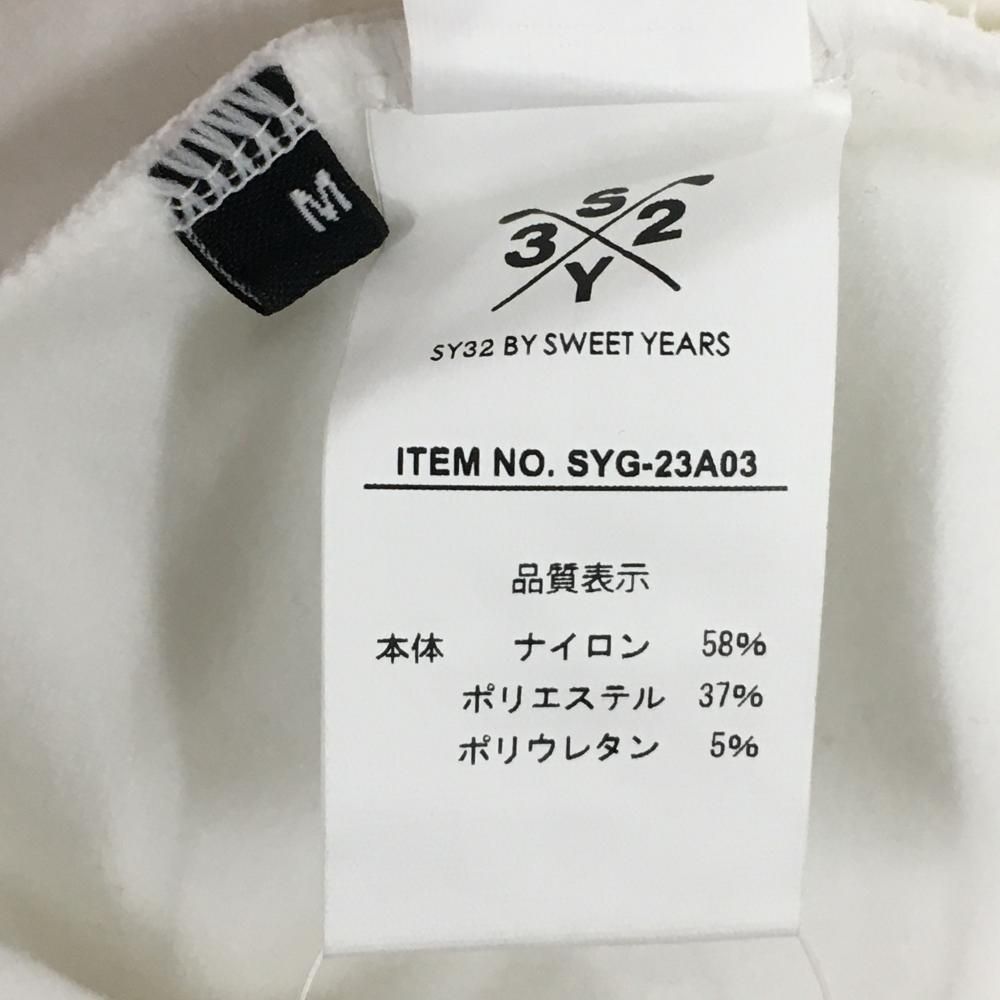 M
S
3 2
Y
SY32 BY SWEET YEARS
ITEM NO. SYG-23A03
品質表示
本体 ナイロン 58%
ポリエステル 37%
ポリウレタン 5%